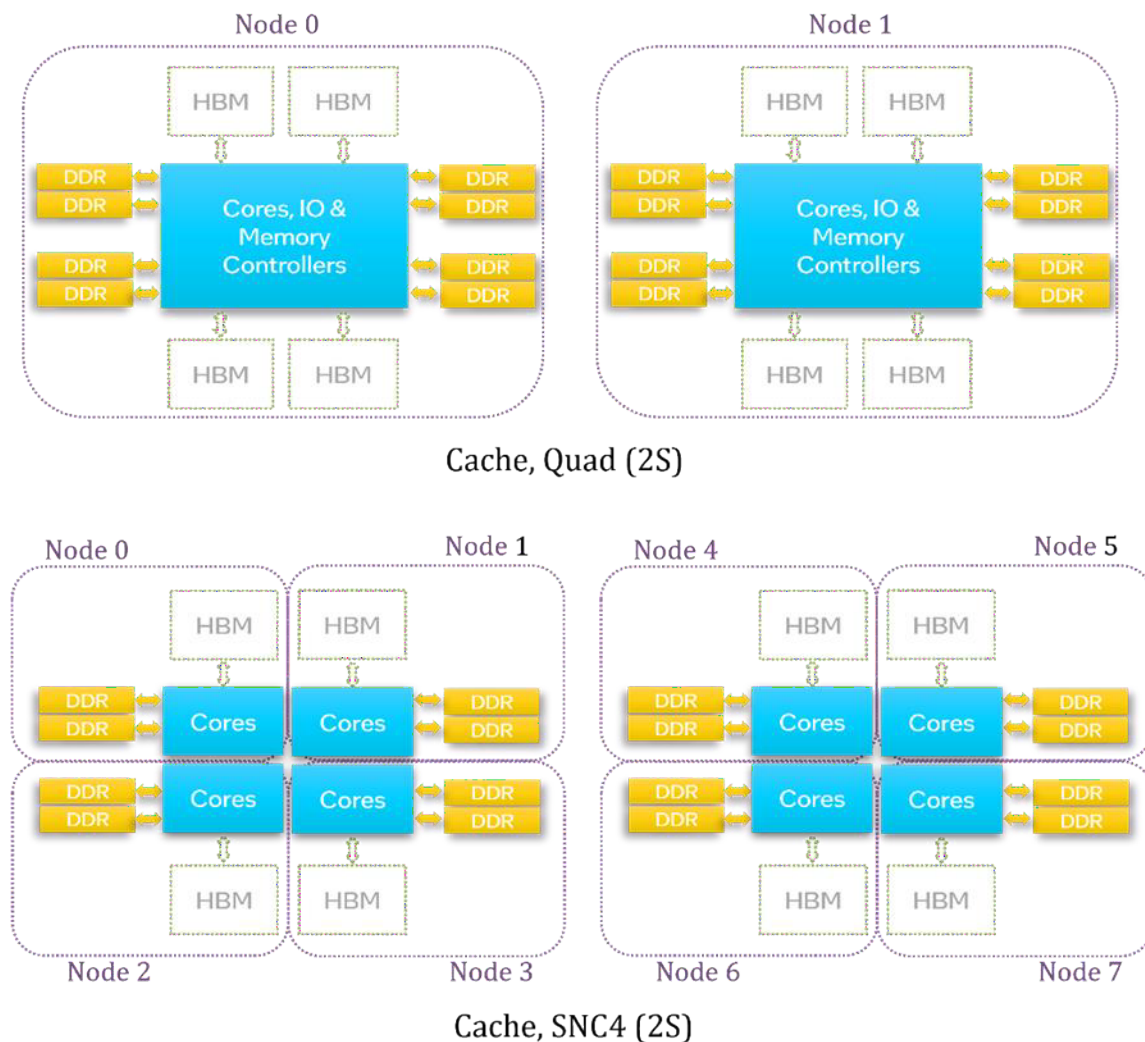 Node 0
Node 1
HBM
HBM
HBM
HBM
DDR
DDR
DDR
DDR
DDR
DDR
DDR
DDR
Cores, IO &
Memory
Controllers
Cores, IO &
Memory
Controllers
DDR
DDR
DDR
DDR
DDR
DDR
DDR
DDR
HBM
HBM
HBM
HBM
Cache, Quad (2S)
Node 0
Node 1
Node 4
Node 5
HBM
HBM
HBM
HBM
DDR
DDR
Cores
Cores
DDR
DDR
DDR
DDR
Cores
Cores
DDR
DDR
DDR
DDR
Cores
Cores
DDR
DDR
DDR
DDR
Cores
Cores
DDR
DDR
HBM
HBM
HBM
HBM
Node 2
Node 3
Node 6
Node 7
Cache, SNC4 (2S)